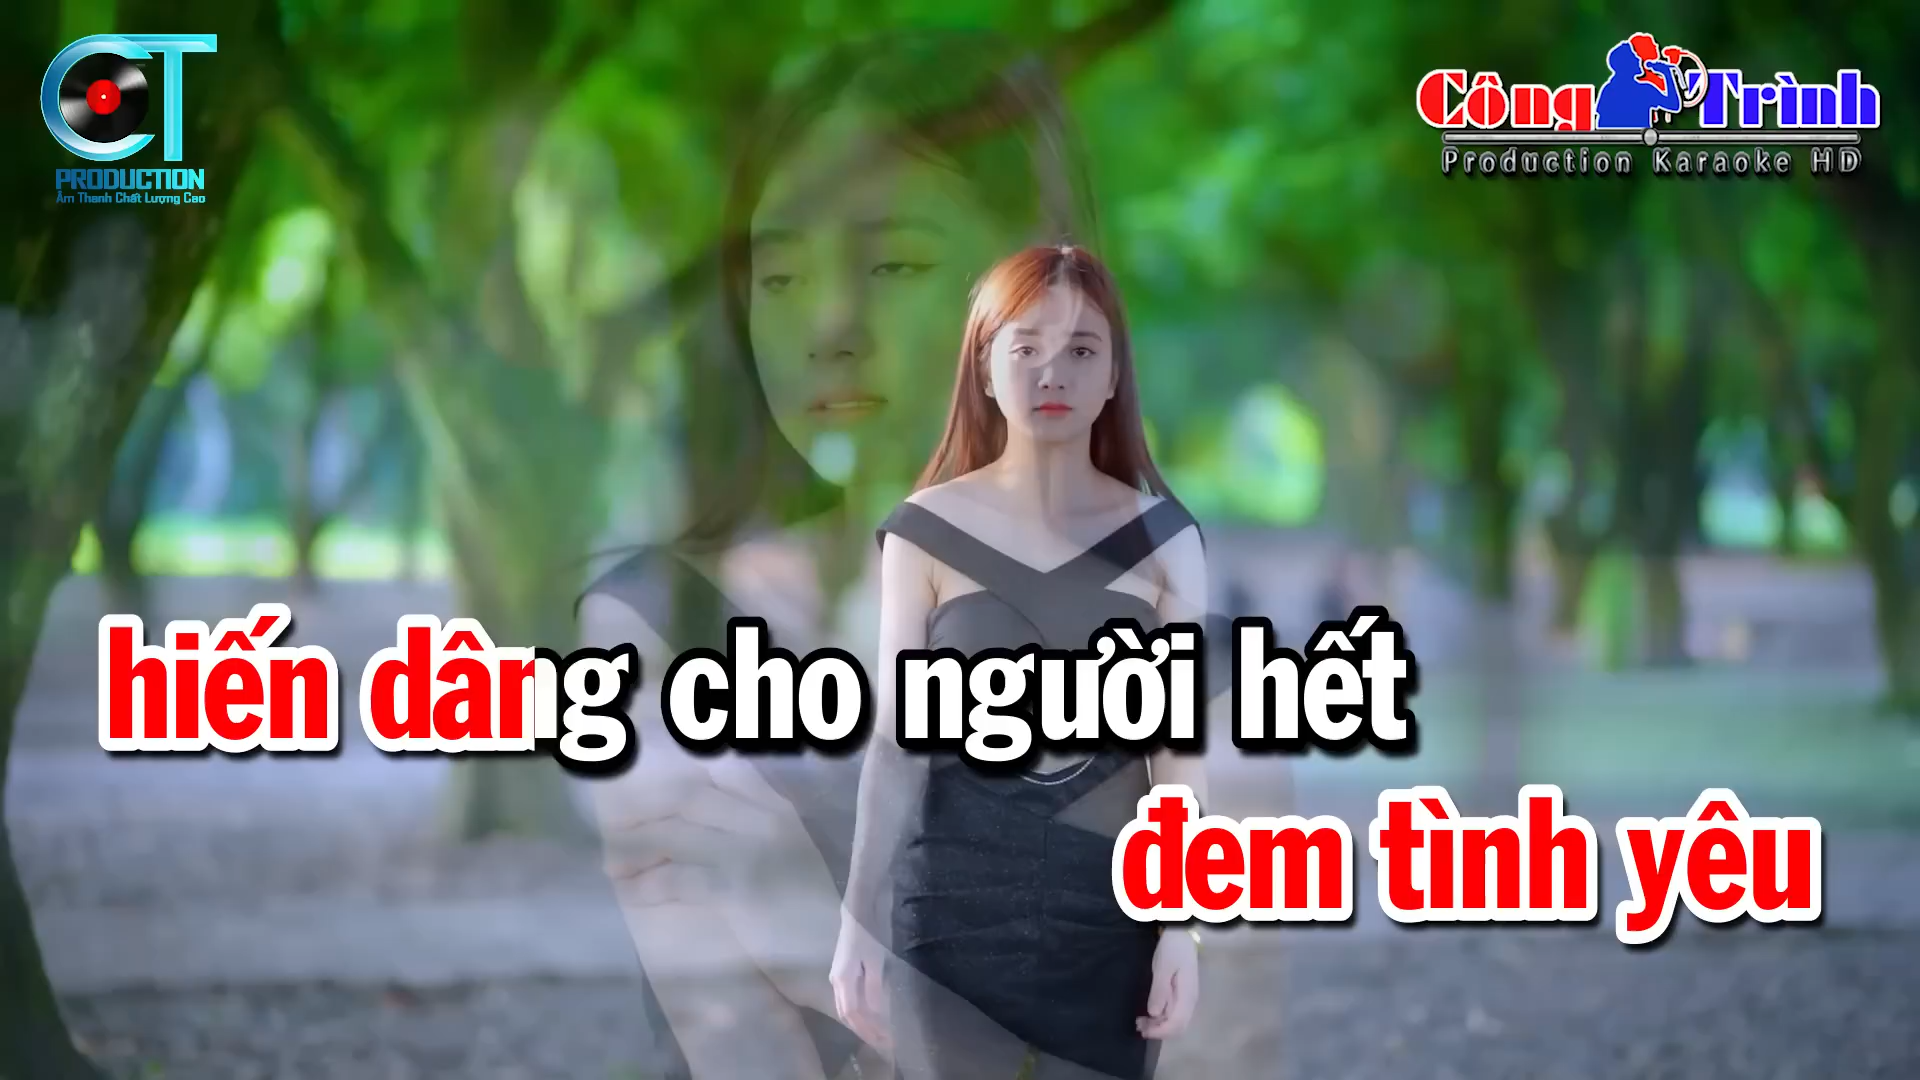 CT
PRODUCTION
Âm Thanh Chất Lượng Cao
Công Trình
Production Karaoke HD
hiến dâng cho người hết
đem tình yêu